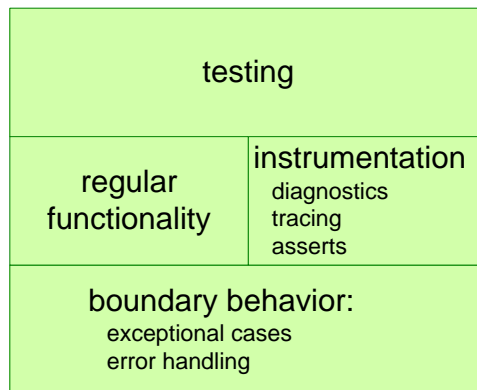 testing
regular
functionality
instrumentation
diagnostics
tracing
asserts
boundary behavior:
exceptional cases
error handling